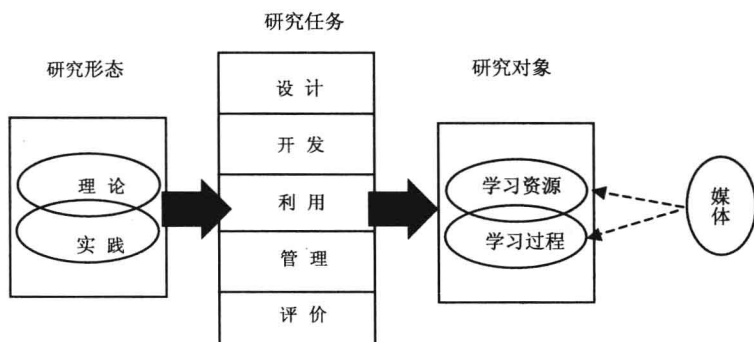 研究任务
研究形态
研究对象
设计
开发
理论
利用
学习资源
媒体
实践
学习过程
管理
评价